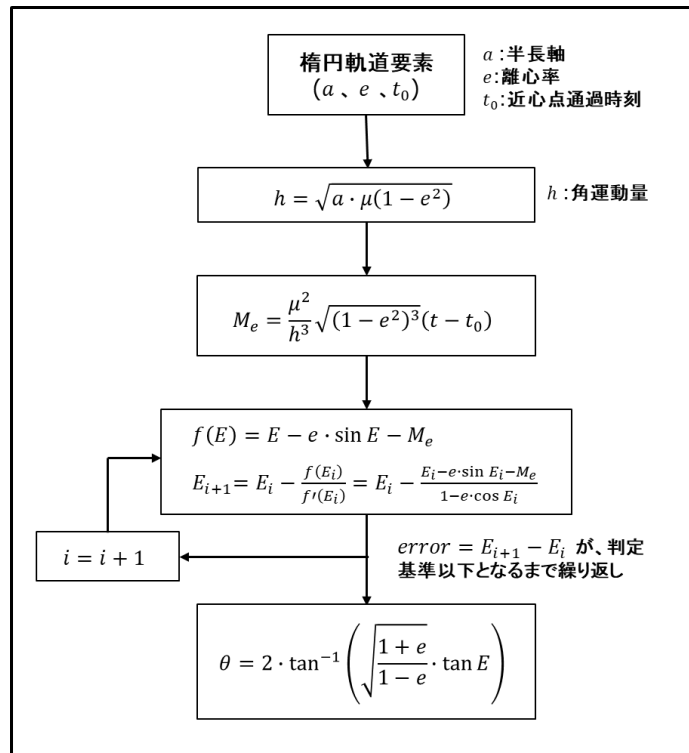 楕円軌道要素
(a 、e 、t₀)
a :半長軸
e :離心率
t₀:近心点通過時刻
h = √(a · μ(1 − e²))
h :角運動量
Mₑ = μ²/h³ √((1 − e²)³) (t − t₀)
f(E) = E − e · sin E − Mₑ
Eᵢ₊₁= Eᵢ − f(Eᵢ)/f′(Eᵢ) = Eᵢ − (Eᵢ−e·sin Eᵢ−Mₑ)/(1−e·cos Eᵢ)
i = i + 1
error = Eᵢ₊₁ − Eᵢ が、判定
基準以下となるまで繰り返し
θ = 2 · tan⁻¹ (√((1 + e)/(1 − e)) · tan E)